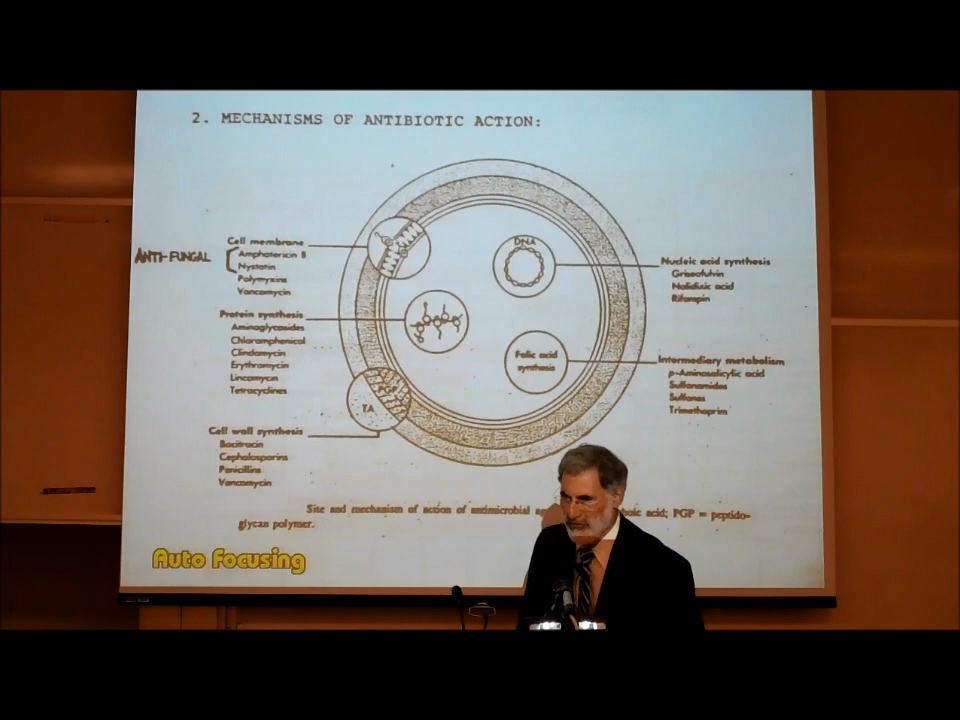 2. MECHANISMS OF ANTIBIOTIC ACTION:
Cell membrane
ANTI-FUNGAL
Amphotericin B
Nystatin
Polymyxins
Vancomycin
Protein synthesis
Aminoglycosides
Chloramphenicol
Clindamycin
Erythromycin
Lincomycin
Tetracyclines
TA
Cell wall synthesis
Bacitracin
Cephalosporins
Penicillins
Vancomycin
DNA
Folic acid
synthesis
Nucleic acid synthesis
Griseofulvin
Nalidixic acid
Rifampin
Intermediary metabolism
p-Aminosalicylic acid
Sulfonamides
Sulfones
Trimethoprim
Site and mechanism of action of antimicrobial acid; PGP = peptido-
glycan polymer.
Auto Focusing